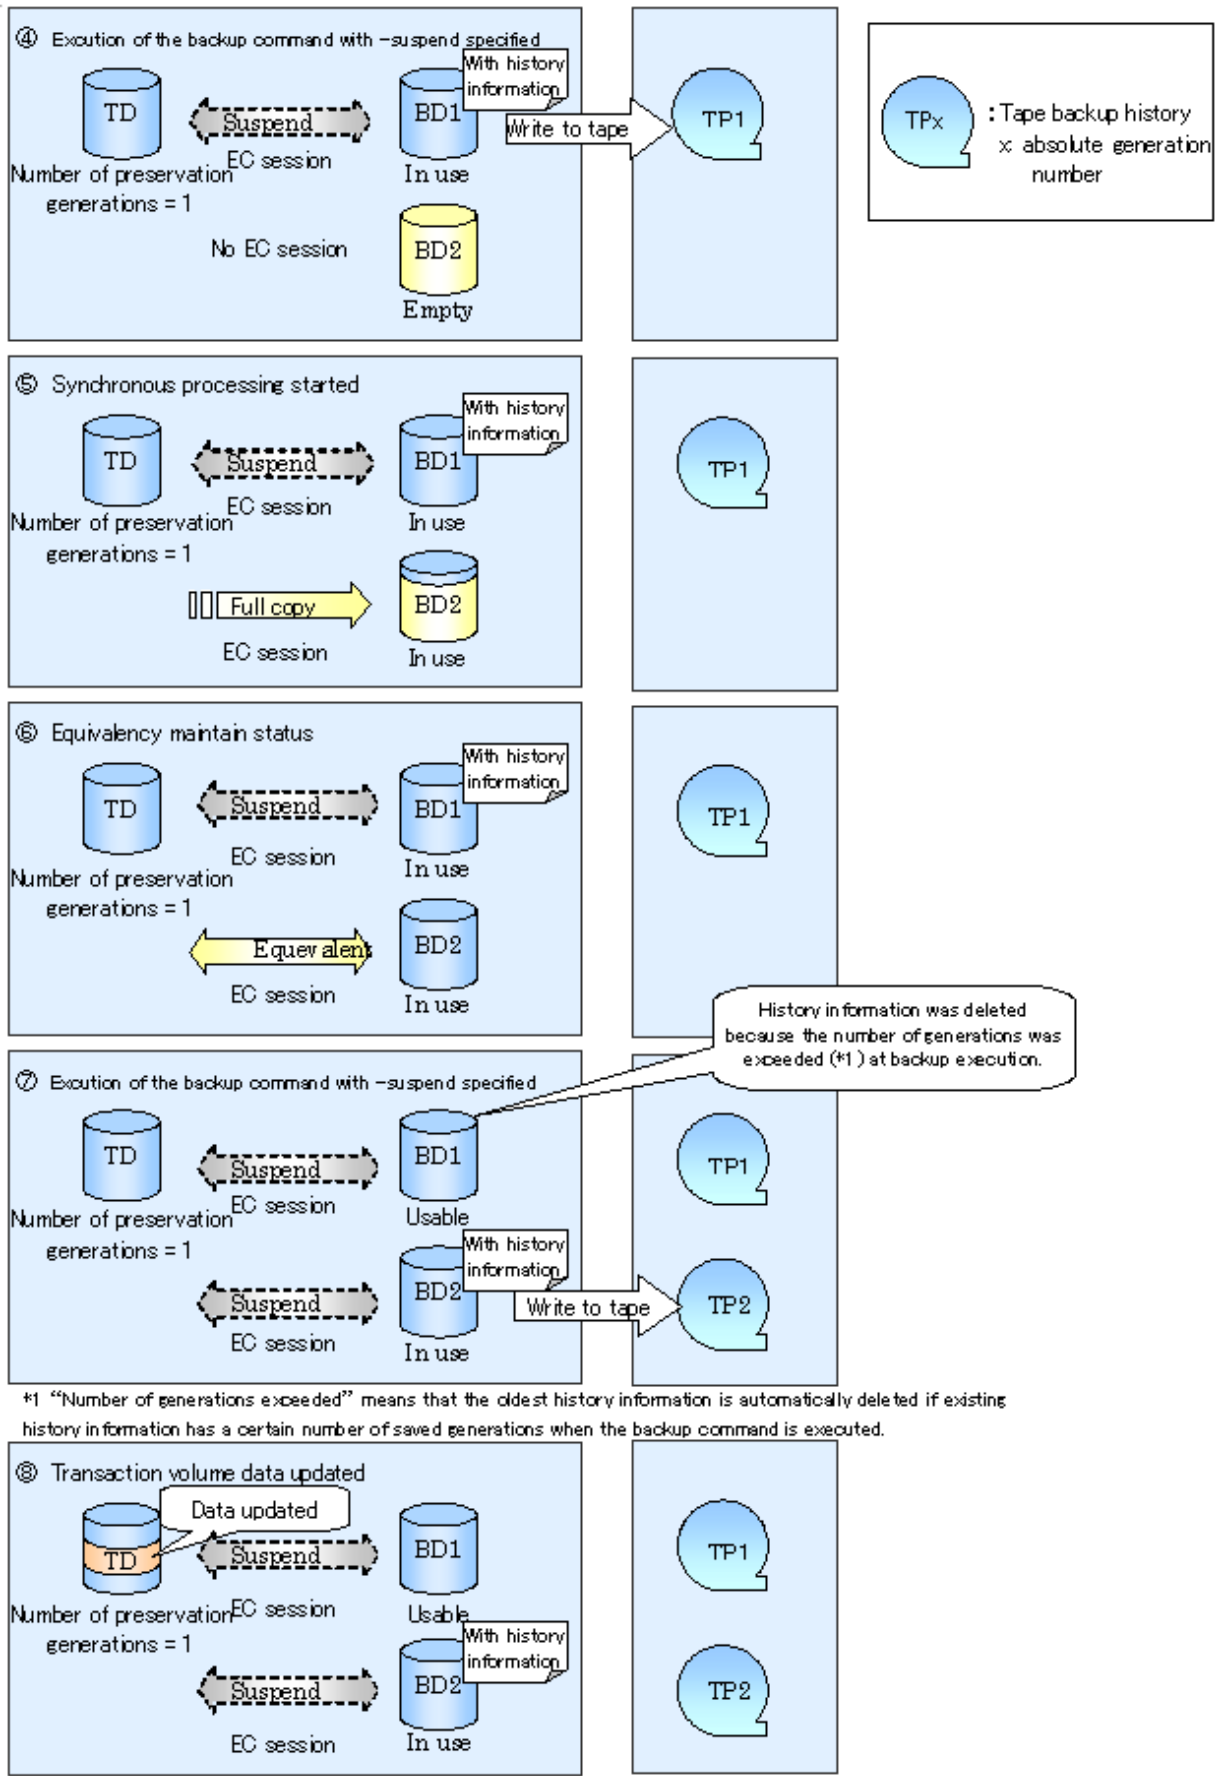 ④ Excution of the backup command with -suspend specified
With history
information
TD
Suspend
BD1
Write to tape
TP1
EC session
Number of preservation
generations = 1
In use
No EC session
BD2
Empty
TPx
: Tape backup history
x: absolute generation
number
⑤ Synchronous processing started
With history
information
TD
Suspend
BD1
TP1
EC session
Number of preservation
generations = 1
In use
Full copy
BD2
EC session
In use
⑥ Equivalency maintain status
With history
information
TD
Suspend
BD1
TP1
EC session
In use
Number of preservation
generations = 1
Equevalent
BD2
EC session
In use
History information was deleted
because the number of generations was
exceeded (*1) at backup execution.
⑦ Excution of the backup command with -suspend specified
TD
Suspend
BD1
TP1
EC session
Number of preservation
generations = 1
Usable
With history
information
Suspend
BD2
Write to tape
TP2
EC session
In use
*1 “Number of generations exceeded” means that the oldest history information is automatically deleted if existing
history information has a certain number of saved generations when the backup command is executed.
⑧ Transaction volume data updated
Data updated
TD
Suspend
BD1
TP1
EC session
Number of preservation
generations = 1
Usable
With history
information
Suspend
BD2
TP2
EC session
In use